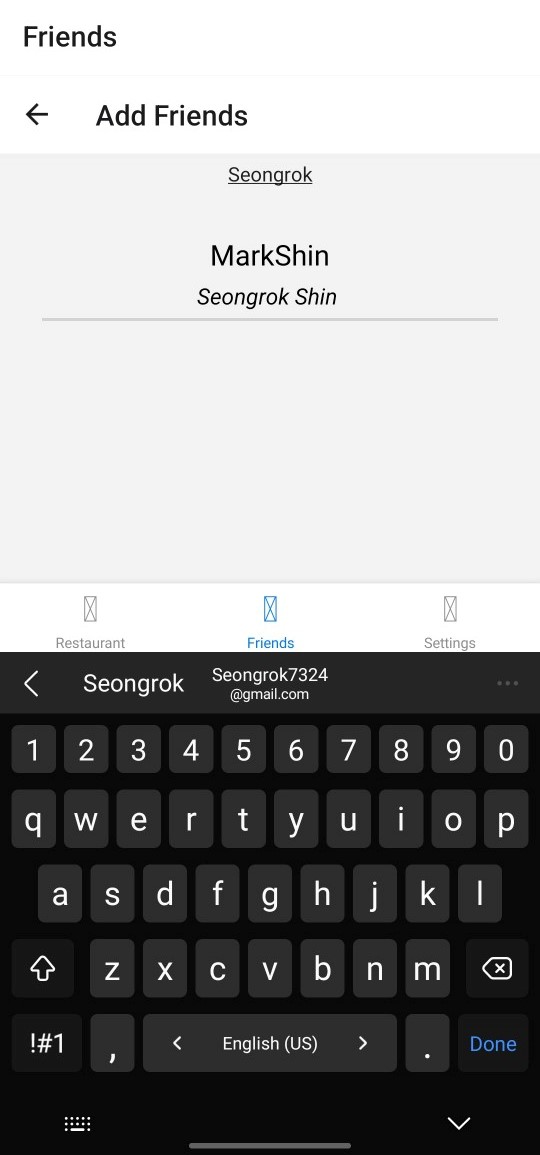 Friends
Add Friends
Seongrok
MarkShin
Seongrok Shin
Restaurant
Friends
Settings
Seongrok
Seongrok7324
@gmail.com
1 2 3 4 5 6 7 8 9 0
q w e r t y u i o p
a s d f g h j k l
z x c v b n m
!#1 , English (US) . Done